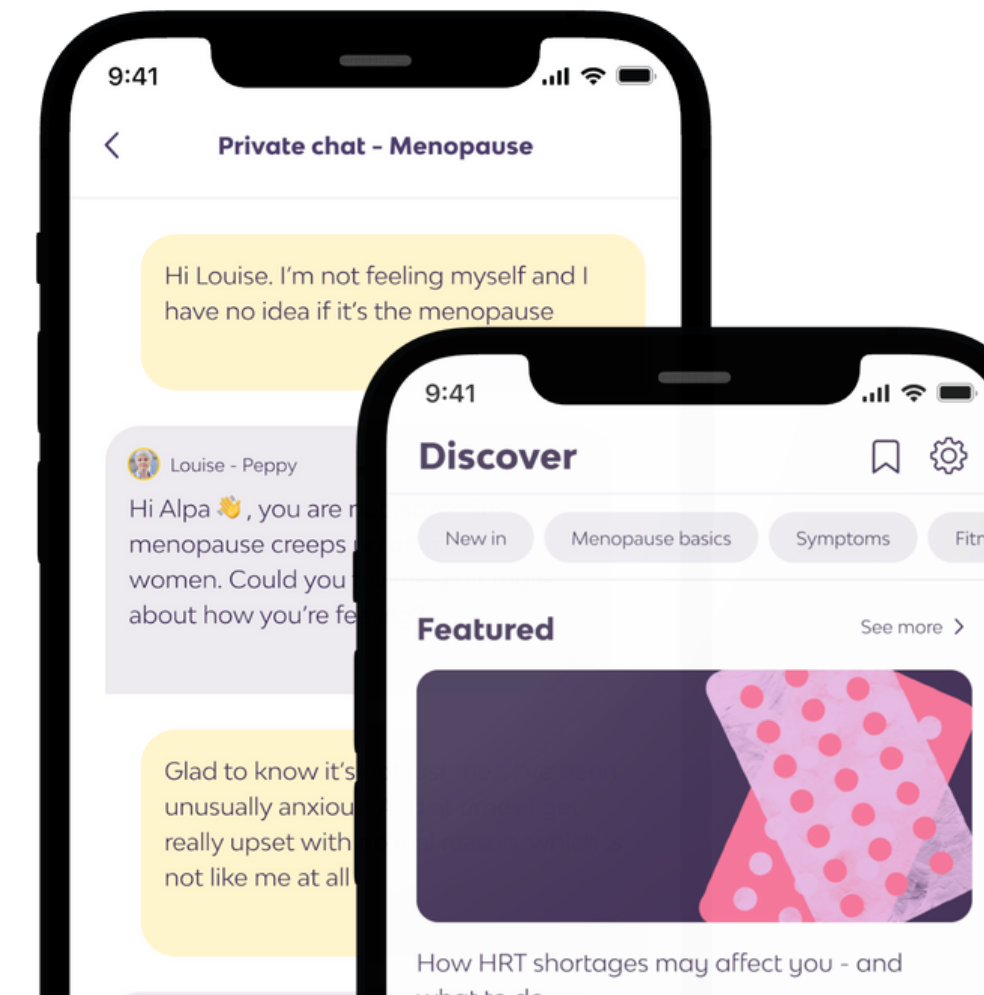 9:41
Private chat - Menopause
Hi Louise. I'm not feeling myself and I
have no idea if it's the menopause
Louise - Peppy
Hi Alpa 👋, you are
menopause creeps
women. Could you
about how you're
Glad to know it's
unusually
really upset with
not like me at all
9:41
Discover
New in
Menopause basics
Symptoms
Featured
See more >
How HRT shortages may affect you - and
what to do